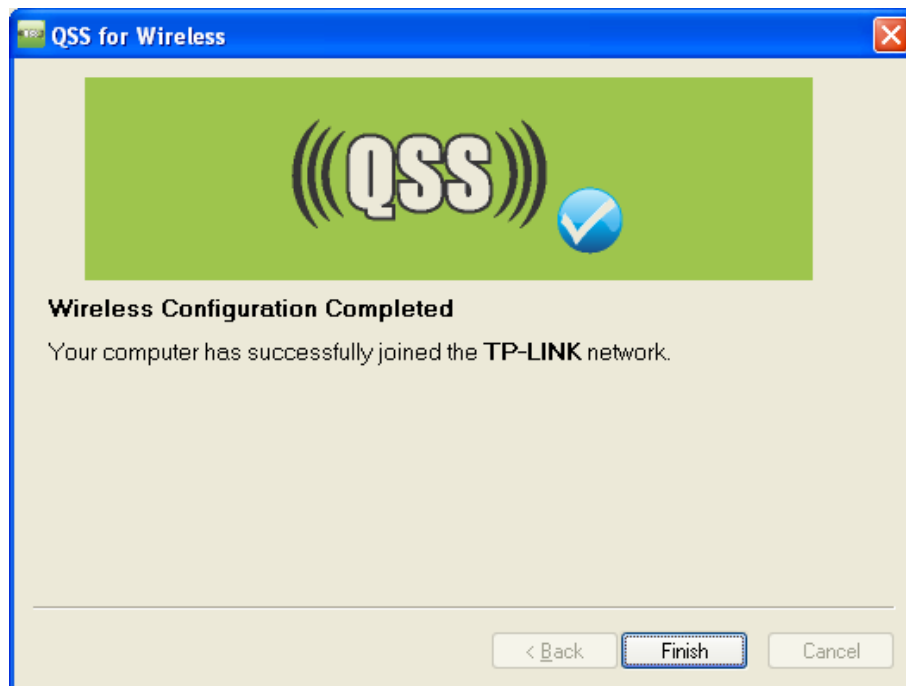 QSS for Wireless
QSS
Wireless Configuration Completed
Your computer has successfully joined the TP-LINK network.
< Back Finish Cancel